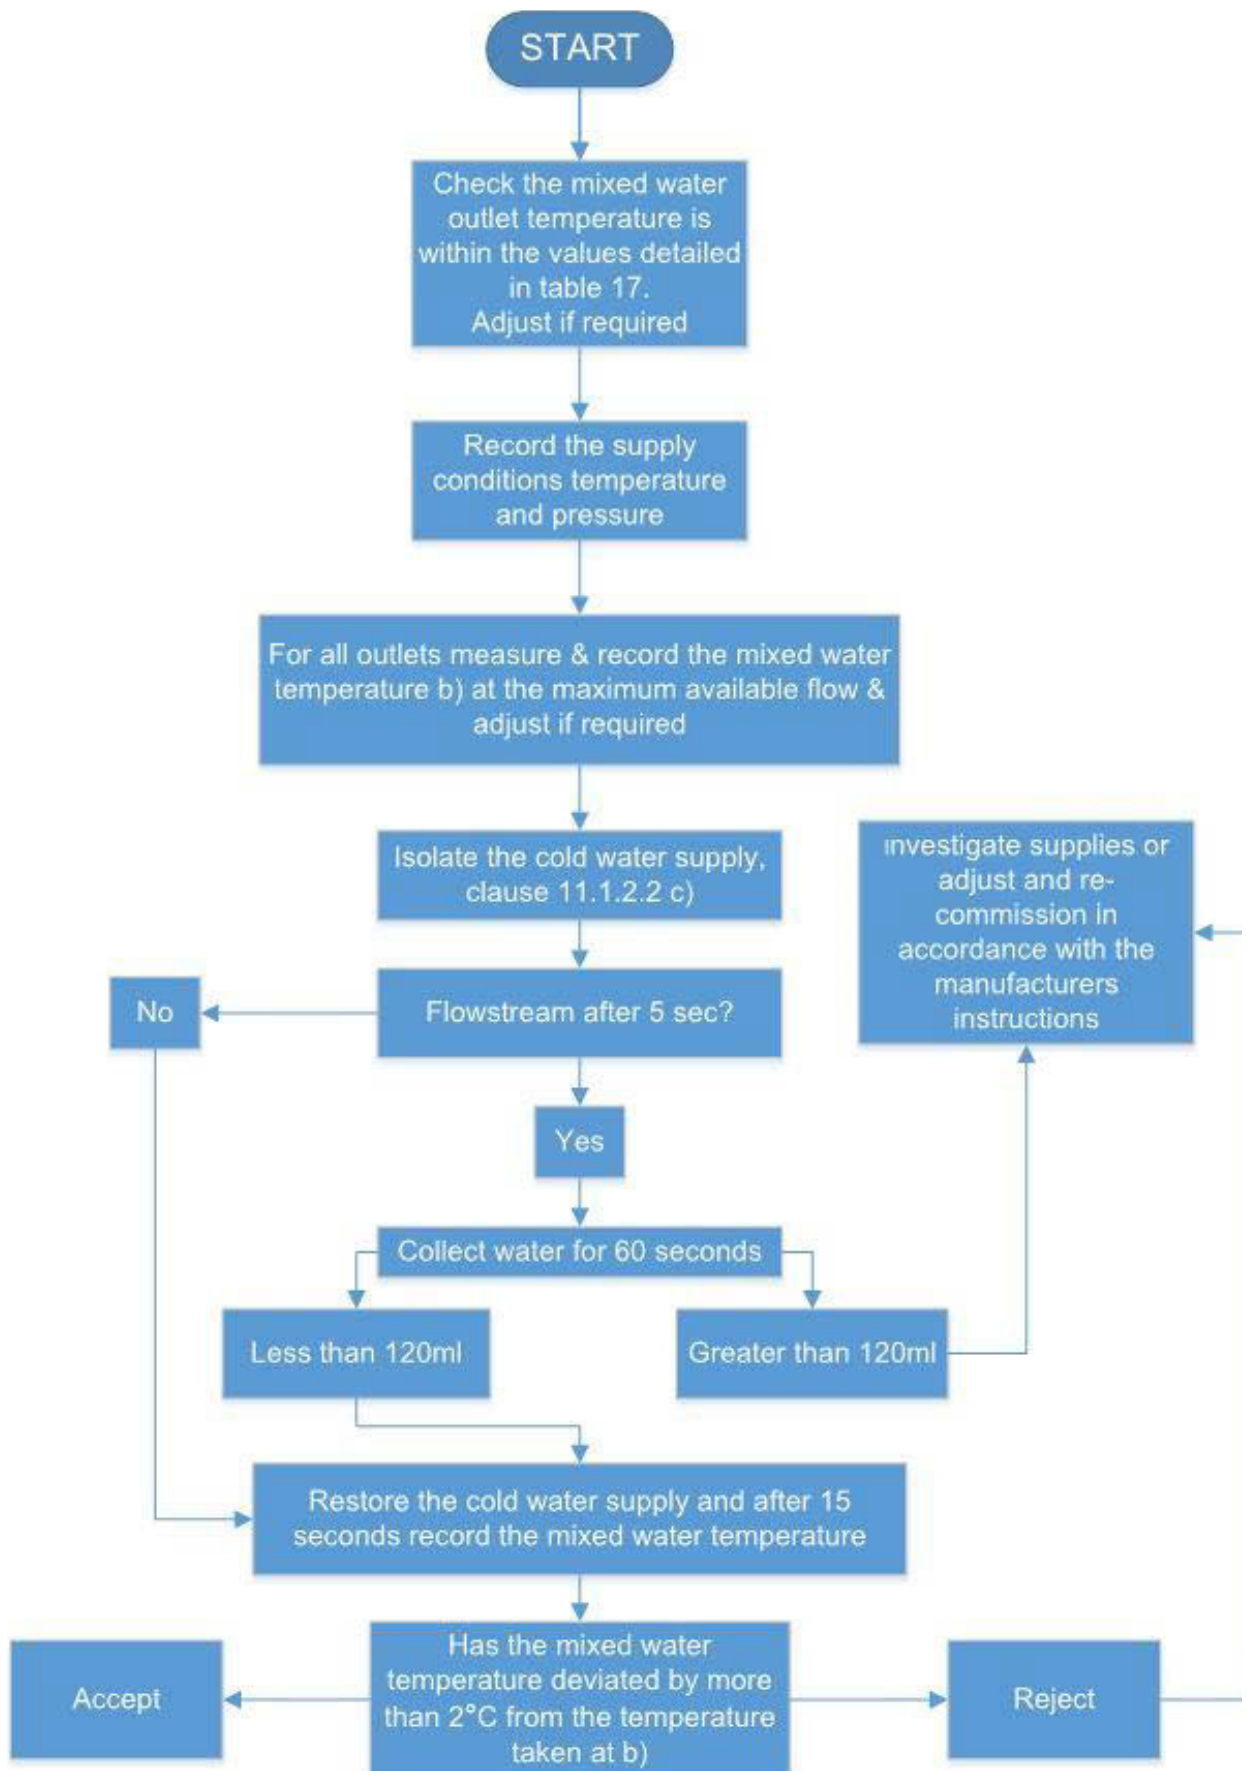 START
Check the mixed water
outlet temperature is
within the values detailed
in table 17.
Adjust if required
Record the supply
conditions temperature
and pressure
For all outlets measure & record the mixed water
temperature b) at the maximum available flow &
adjust if required
Isolate the cold water supply,
clause 11.1.2.2 c)
investigate supplies or
adjust and re-
commission in
accordance with the
manufacturers
instructions
No
Flowstream after 5 sec?
Yes
Collect water for 60 seconds
Less than 120ml
Greater than 120ml
Restore the cold water supply and after 15
seconds record the mixed water temperature
Accept
Has the mixed water
temperature deviated by more
than 2°C from the temperature
taken at b)
Reject